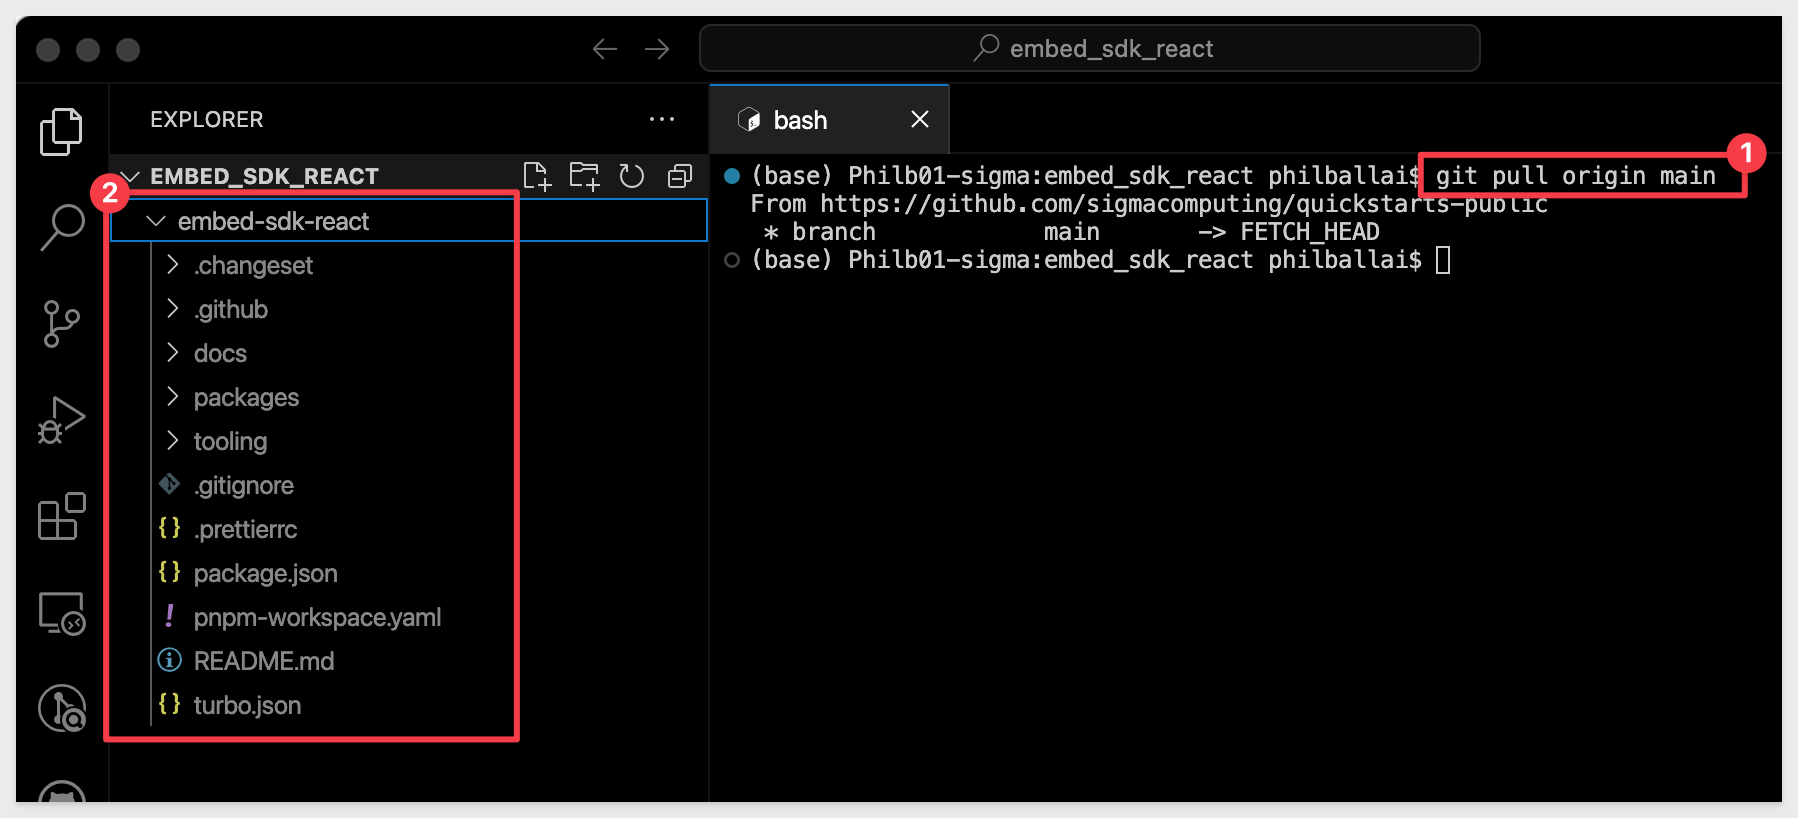 embed_sdk_react
EXPLORER
bash
EMBED_SDK_REACT
2
embed-sdk-react
.changeset
.github
docs
packages
tooling
.gitignore
{} .prettierrc
{} package.json
! pnpm-workspace.yaml
README.md
{} turbo.json
1
(base) Philb01-sigma:embed_sdk_react philballai$ git pull origin main
From https://github.com/sigmacomputing/quickstarts-public
* branch main -> FETCH_HEAD
(base) Philb01-sigma:embed_sdk_react philballai$